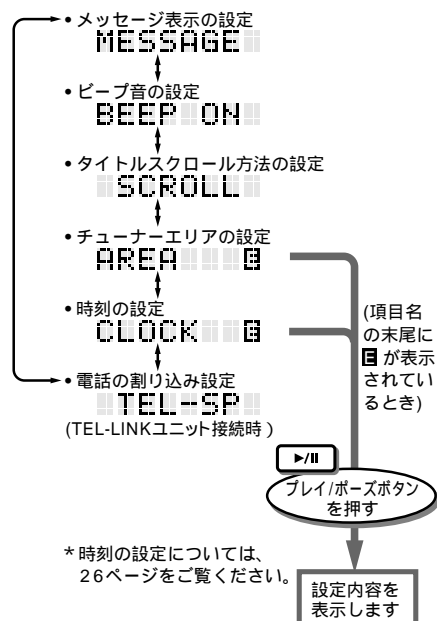 •メッセージ表示の設定
MESSAGE
•ビープ音の設定
BEEP ON
•タイトルスクロール方法の設定
SCROLL
•チューナーエリアの設定
AREA E
•時刻の設定
CLOCK E
•電話の割り込み設定
TEL-SP
(TEL-LINKユニット接続時)
(項目名
の末尾に
E が表示
されてい
るとき)
►/II
プレイ/ポーズボタン
を押す
*時刻の設定については、
26ページをご覧ください。
設定内容を
表示します